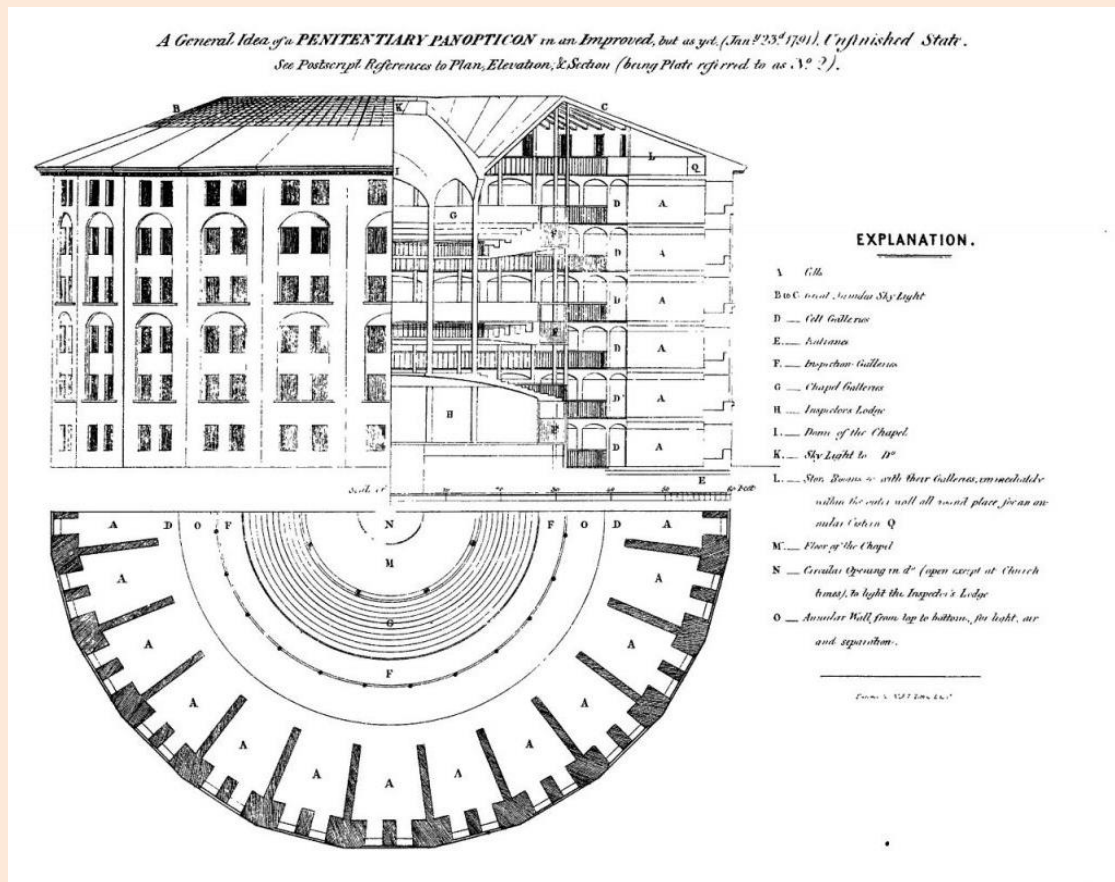 A General Idea of a PENITENTIARY PANOPTICON in an Improved, but as yet, (Jany 23d 1791), Unfinished State.
See Postscript References to Plan, Elevation, & Section (being Plate referred to as No 2).
B
K
C
L
Q
I
G
D A
F
D A
D A
F
D A
D A
H
F
D A
E
Scale of
Feet
A D O F N F O D A
A M A
A G A
A F A
A A
A A A A A
EXPLANATION.
Cells
B to C Sky Light
D Cell Galleries
E Entrance
F Inspection Galleries
G Chapel Galleries
H Inspectors Lodge
I Dome of the Chapel
K Sky Light to Do
L Store Rooms with their Galleries, immediately
within the outer wall all round place for an an-
nular Cistern Q
M Floor of the Chapel
N Circular Opening in do (open except at Church
times), to light the Inspector's Lodge
O Annular Wall from top to bottom, for light, air
and separation.